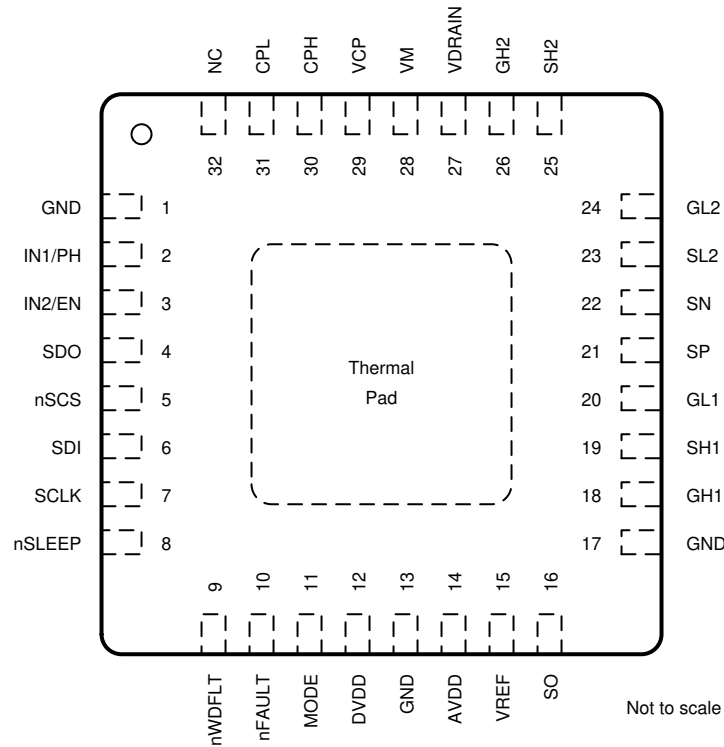 NC CPL CPH VCP VM VDRAIN GH2 SH2
32 31 30 29 28 27 26 25
GND 1 24 GL2
IN1/PH 2 23 SL2
IN2/EN 3 22 SN
SDO 4 21 SP
nSCS 5 20 GL1
SDI 6 19 SH1
SCLK 7 18 GH1
nSLEEP 8 17 GND
Thermal
Pad
9 10 11 12 13 14 15 16
nWDFLT nFAULT MODE DVDD GND AVDD VREF SO
Not to scale